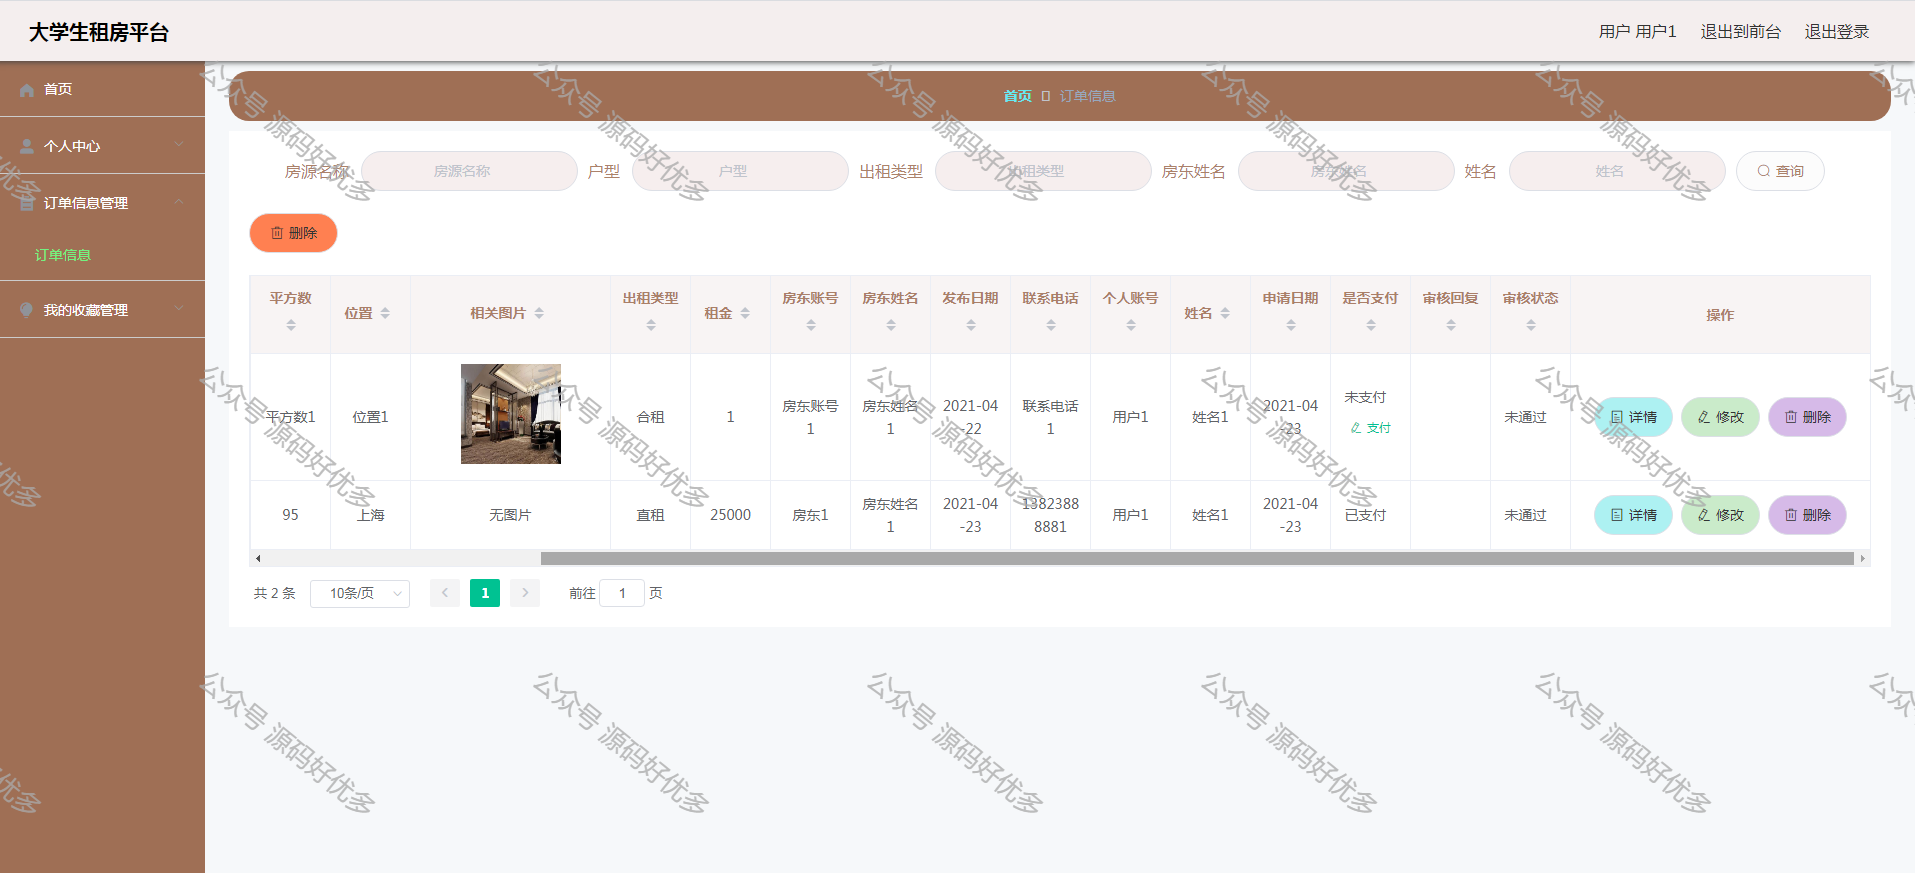 大学生租房平台
用户 用户1 退出到前台 退出登录
首页
个人中心
订单信息管理
订单信息
我的收藏管理
首页 订单信息
房源名称 房源名称 户型 户型 出租类型 出租类型 房东姓名 房东姓名 姓名 姓名 查询
删除
平方数 位置 相关图片 出租类型 租金 房东账号 房东姓名 发布日期 联系电话 个人账号 姓名 申请日期 是否支付 审核回复 审核状态 操作
平方数1 位置1 合租 1 房东账号1 房东姓名1 2021-04-22 联系电话1 用户1 姓名1 2021-04-23 未支付 支付 未通过 详情 修改 删除
95 上海 无图片 直租 25000 房东1 房东姓名1 2021-04-23 13823888881 用户1 姓名1 2021-04-23 已支付 未通过 详情 修改 删除
共 2 条 10条/页 1 前往 1 页
公众号 源码好优多